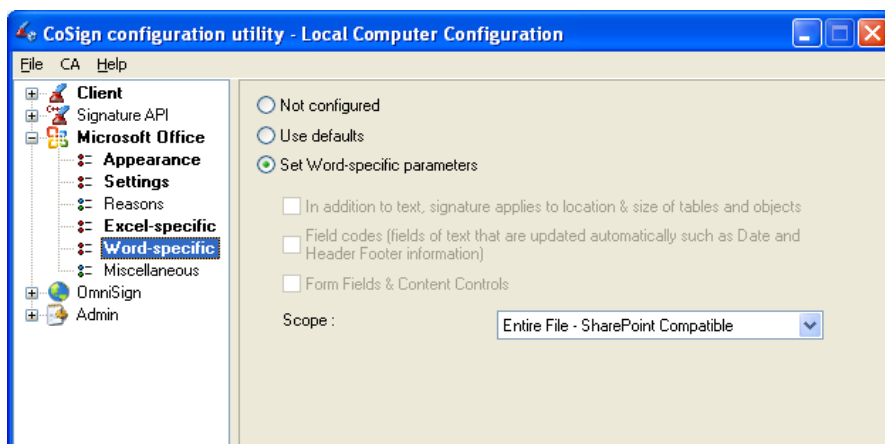 CoSign configuration utility - Local Computer Configuration
File CA Help
Client
Signature API
Microsoft Office
Appearance
Settings
Reasons
Excel-specific
Word-specific
Miscellaneous
OmniSign
Admin
Not configured
Use defaults
Set Word-specific parameters
In addition to text, signature applies to location & size of tables and objects
Field codes (fields of text that are updated automatically such as Date and
Header Footer information)
Form Fields & Content Controls
Scope :
Entire File - SharePoint Compatible